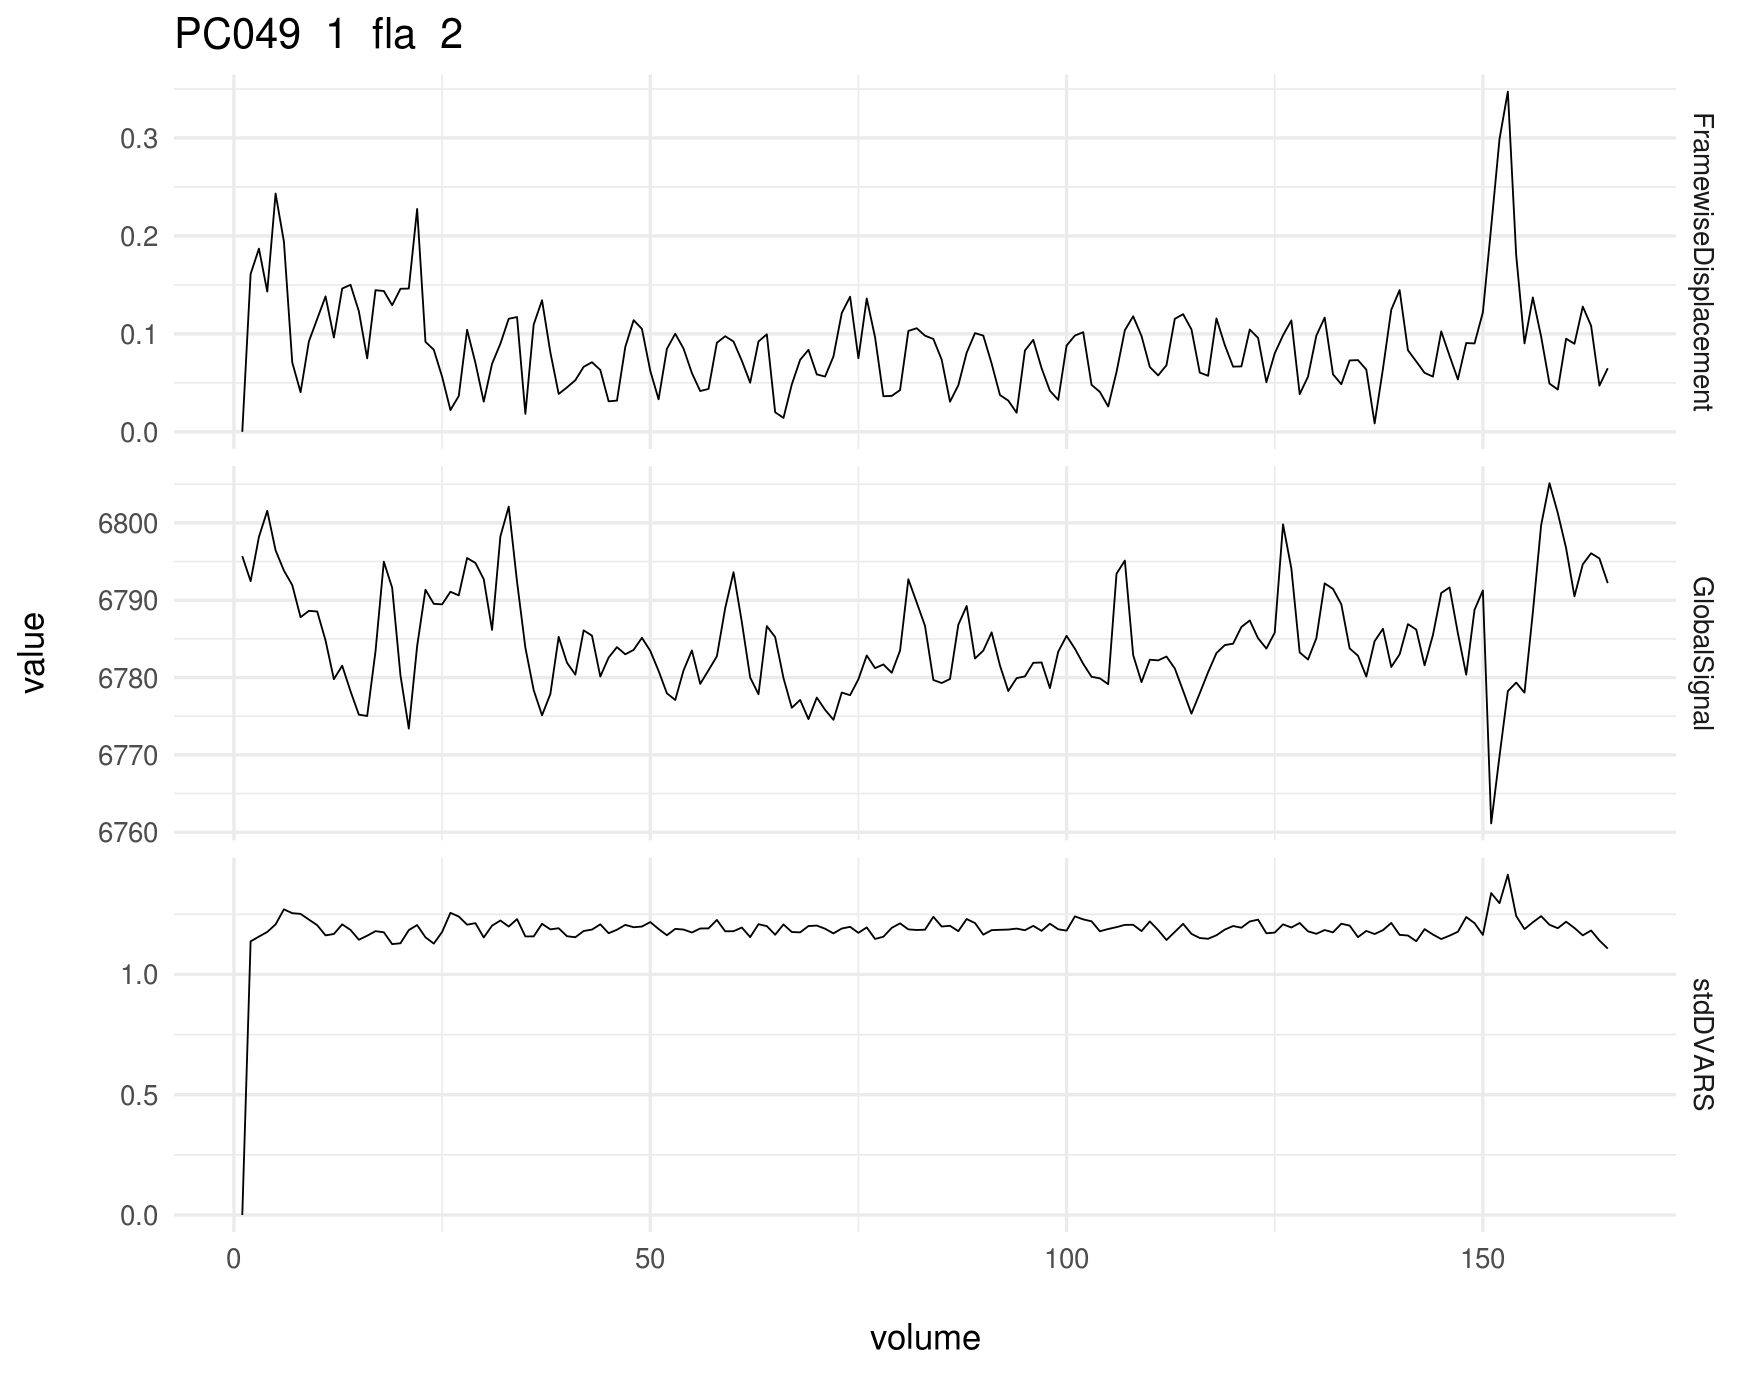 PC049 1 fla 2
0.3
0.2
0.1
0.0
FramewiseDisplacement
6800
6790
6780
6770
6760
GlobalSignal
value
1.0
0.5
0.0
stdDVARS
0 50 100 150
volume